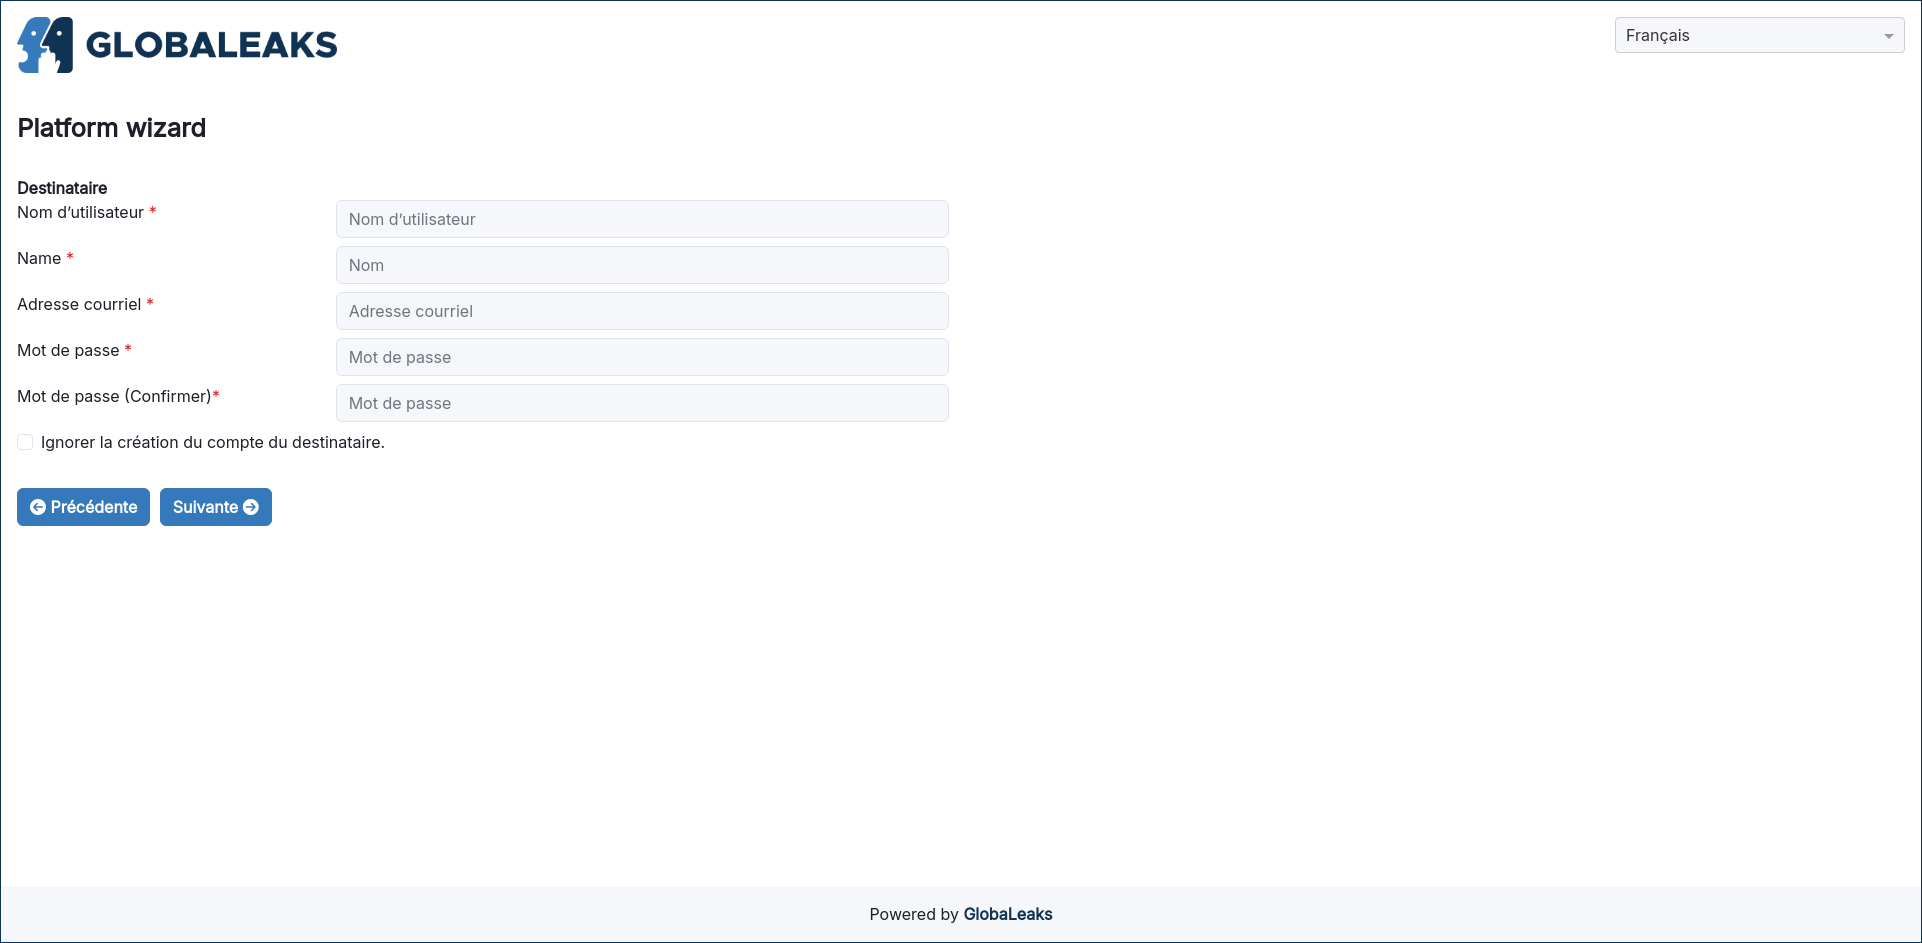 GLOBALEAKS
Français
Platform wizard
Destinataire
Nom d’utilisateur *
Nom d’utilisateur
Name *
Nom
Adresse courriel *
Adresse courriel
Mot de passe *
Mot de passe
Mot de passe (Confirmer)*
Mot de passe
Ignorer la création du compte du destinataire.
Précédente
Suivante
Powered by GlobaLeaks